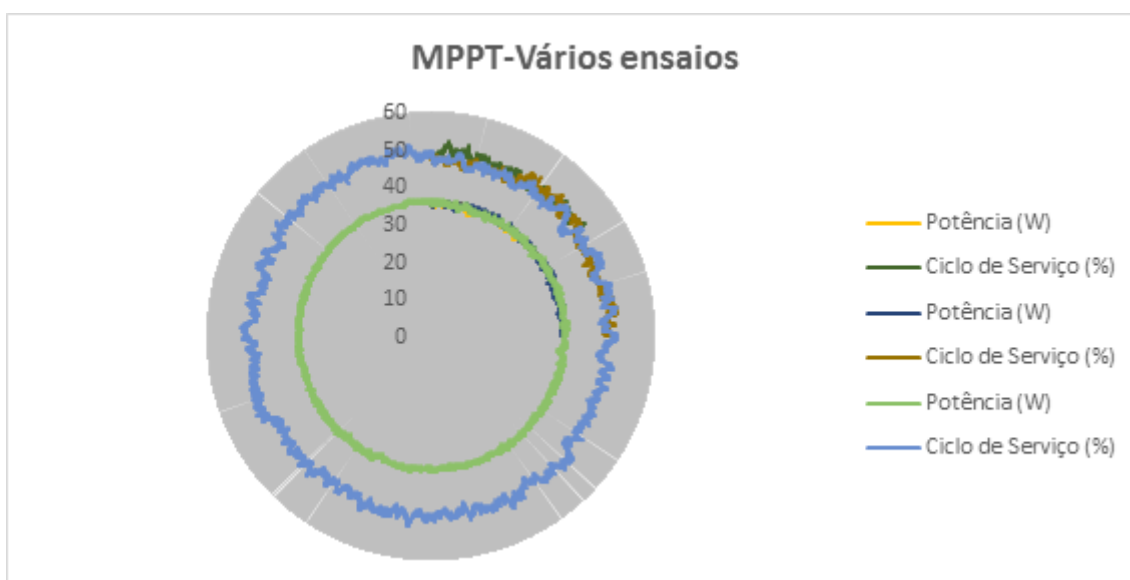 MPPT-Vários ensaios
60
50
40
30
20
10
0
Potência (W)
Ciclo de Serviço (%)
Potência (W)
Ciclo de Serviço (%)
Potência (W)
Ciclo de Serviço (%)